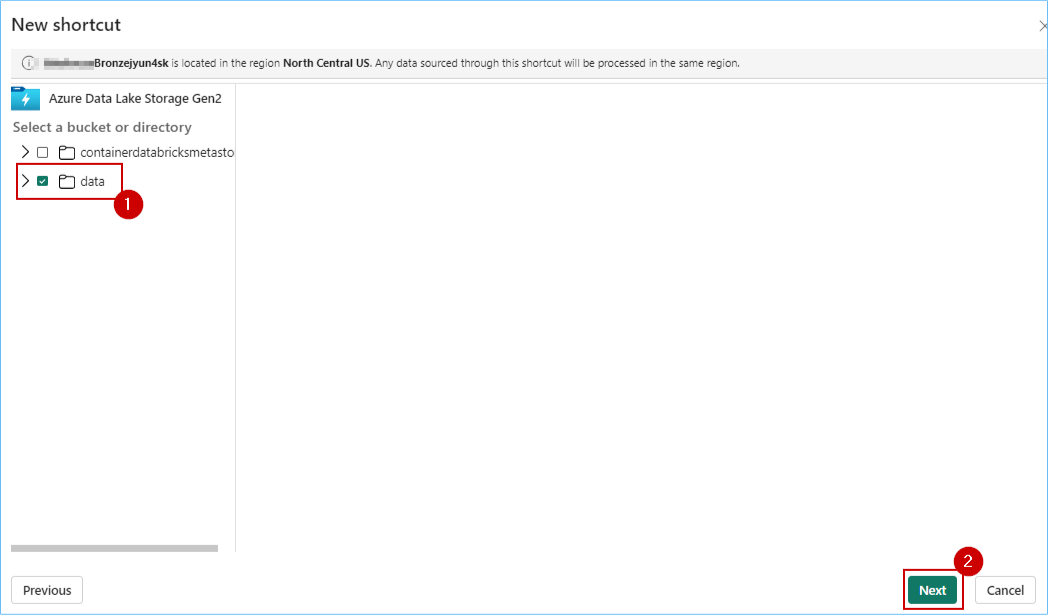 New shortcut
Bronzejyun4sk is located in the region North Central US. Any data sourced through this shortcut will be processed in the same region.
Azure Data Lake Storage Gen2
Select a bucket or directory
containerdatabricksmetasto
data
1
2
Previous
Next
Cancel